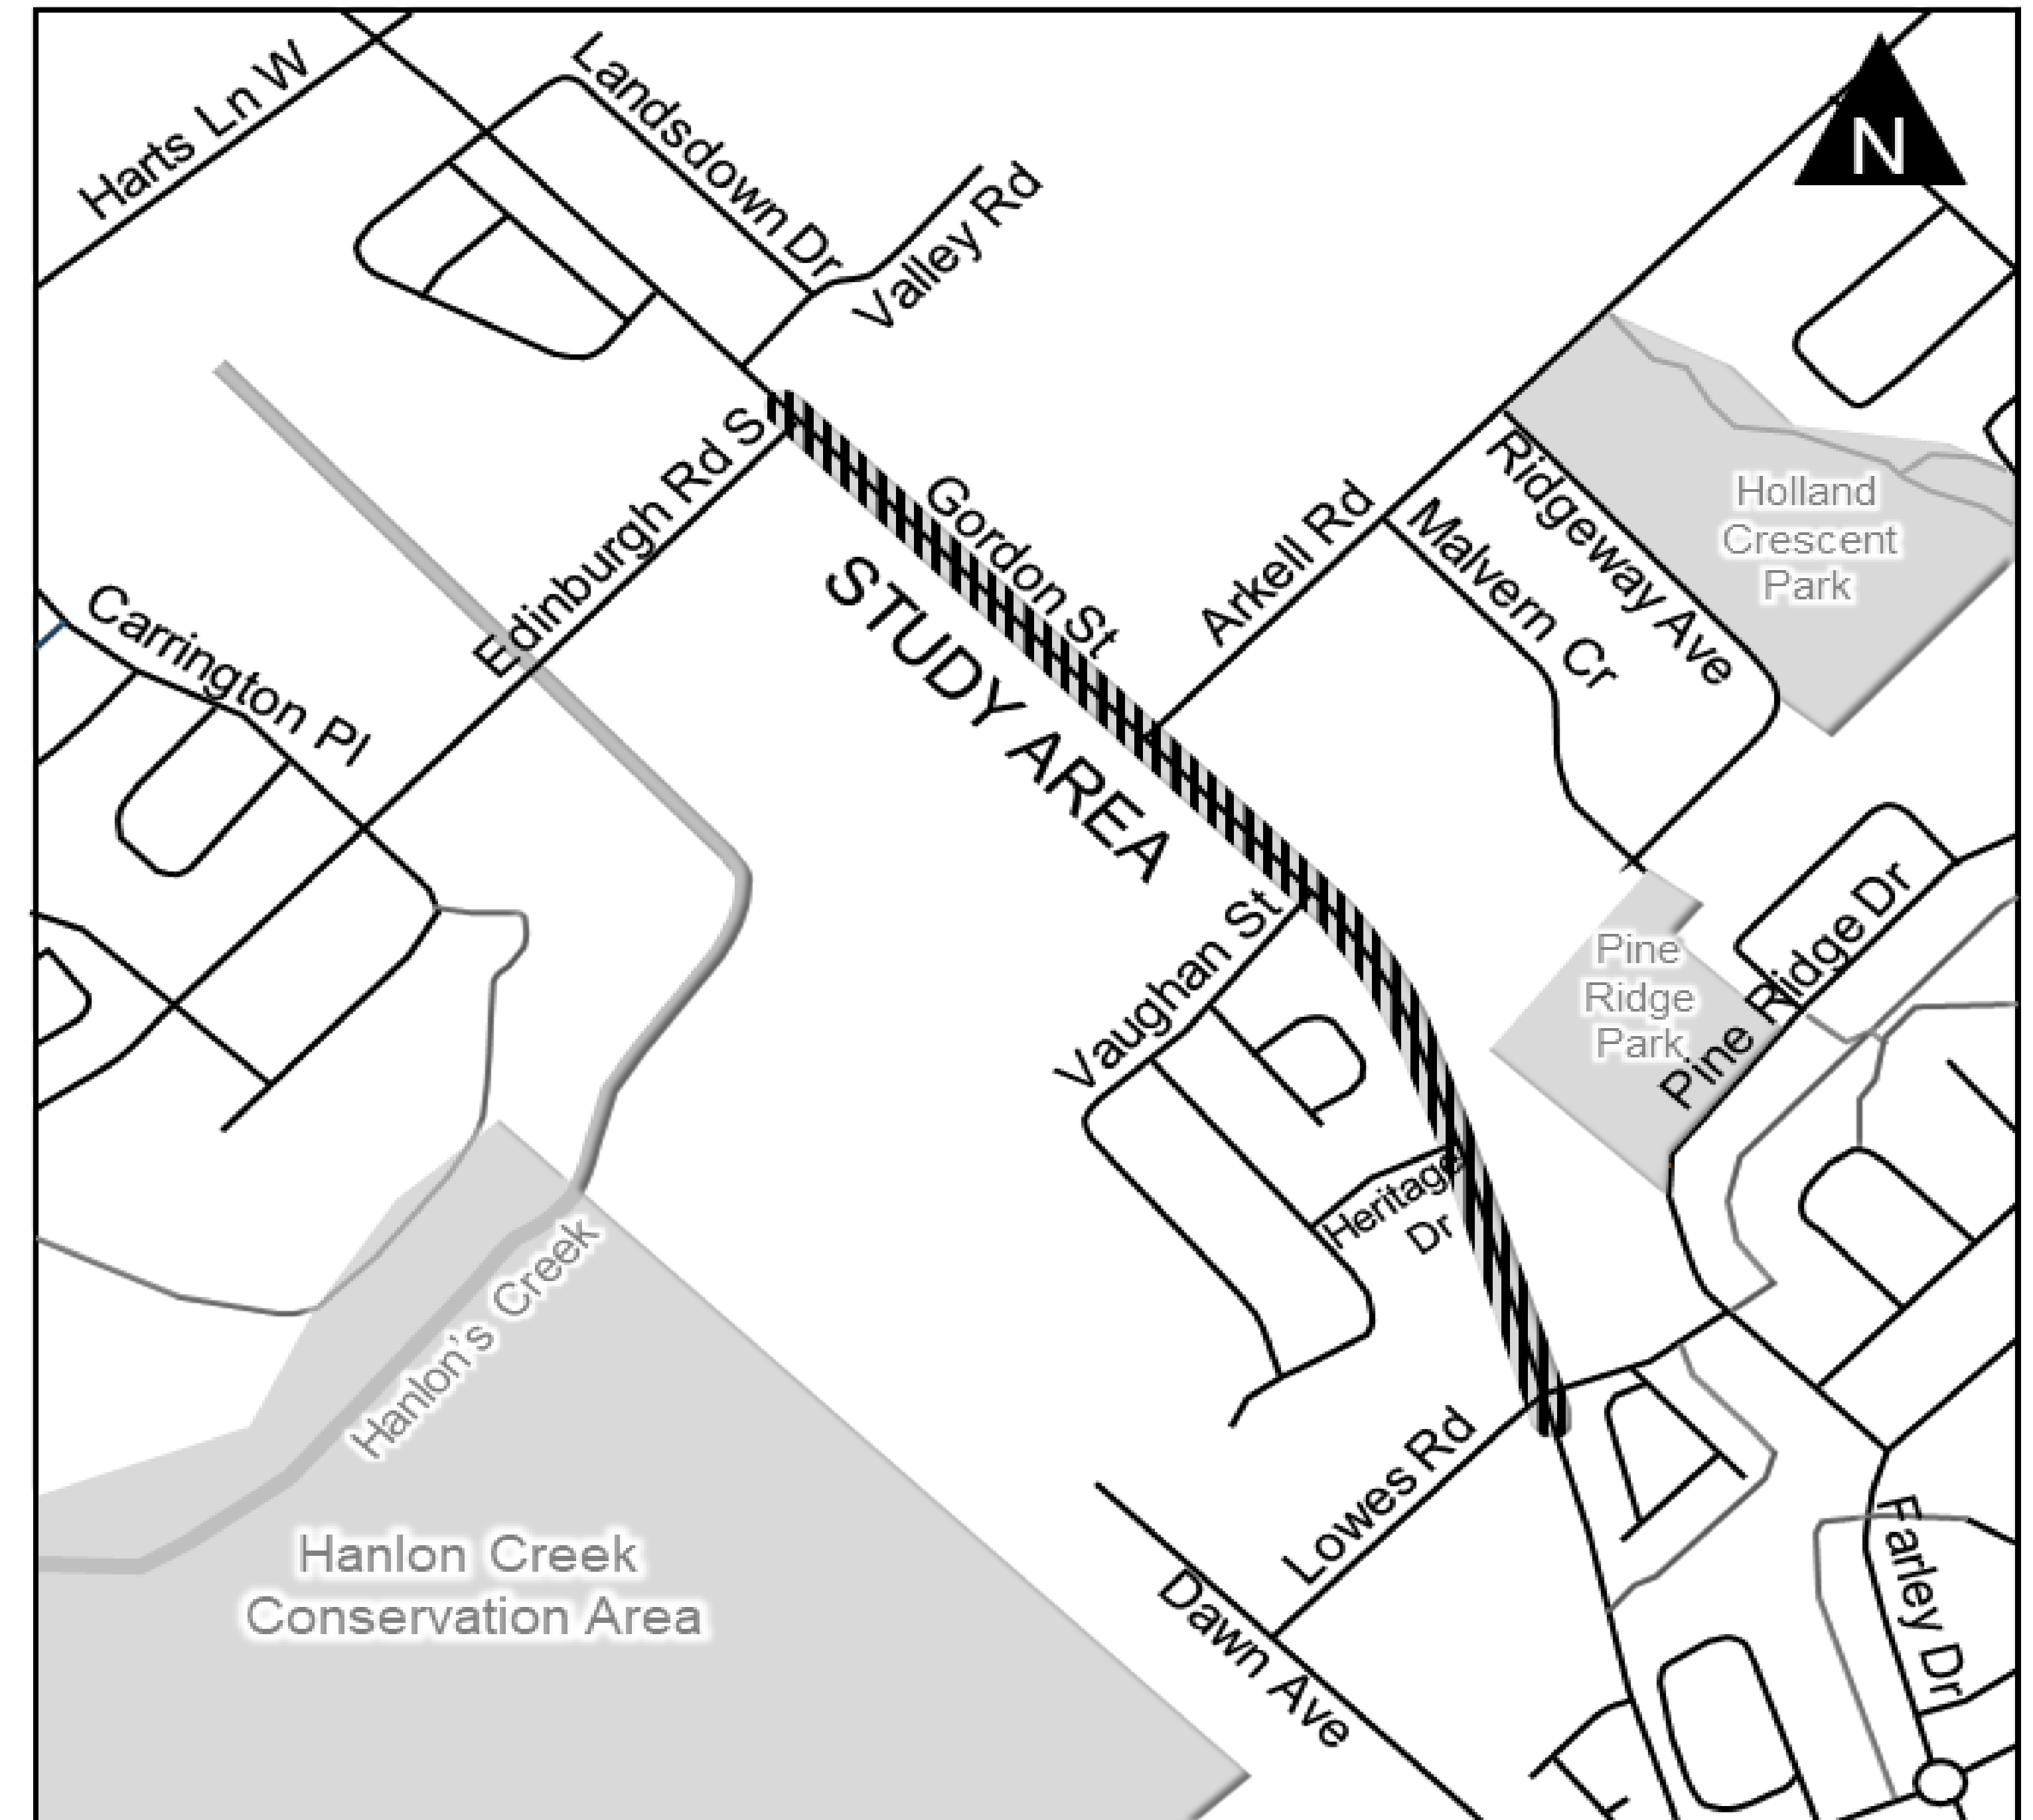 Harts Ln W
Landsdown Dr
Valley Rd
N
Edinburgh Rd S
Gordon St
STUDY AREA
Arkell Rd
Malvern Cr
Ridgeway Ave
Holland
Crescent
Park
Carrington Pl
Vaughan St
Pine
Ridge
Park
Pine Ridge Dr
Heritage
Dr
Hanlon's Creek
Lowes Rd
Hanlon Creek
Conservation Area
Dawn Ave
Farley Dr